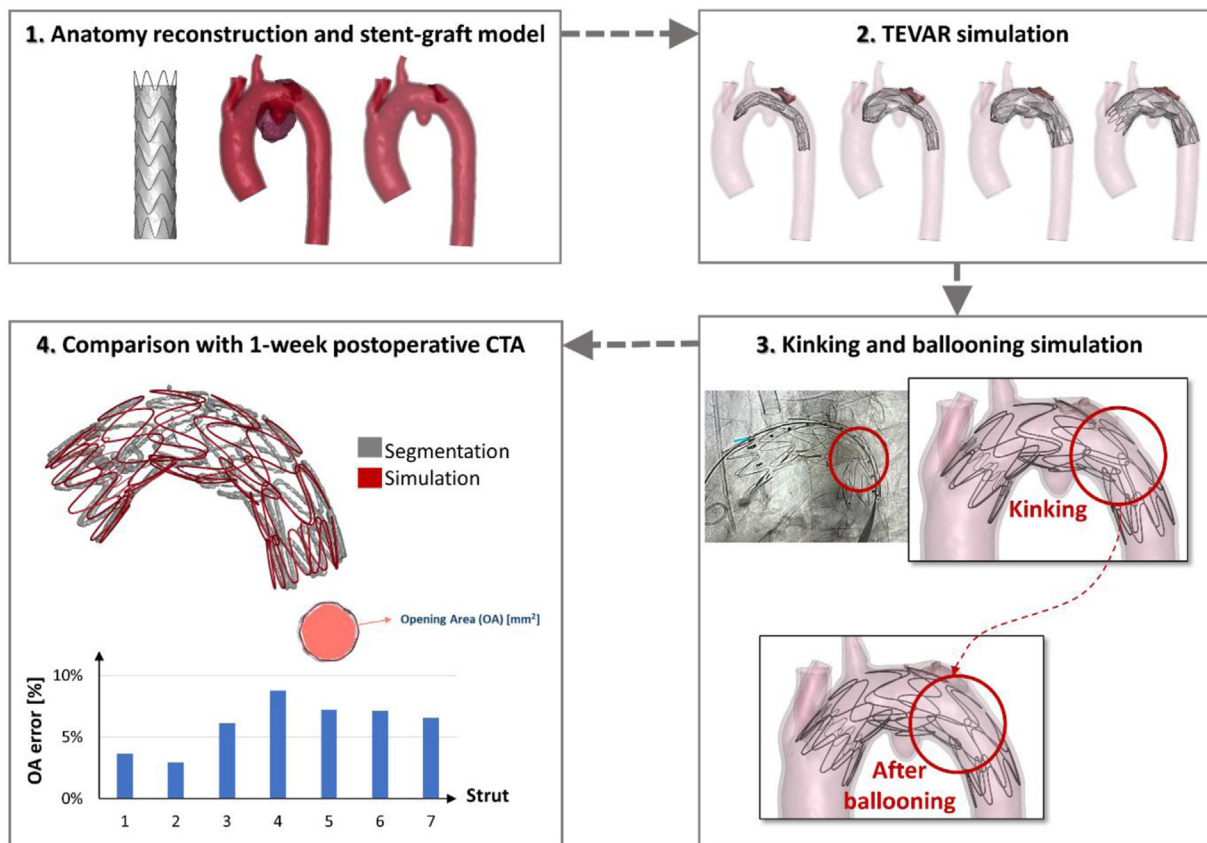 1. Anatomy reconstruction and stent-graft model
2. TEVAR simulation
3. Kinking and ballooning simulation
Kinking
After
ballooning
4. Comparison with 1-week postoperative CTA
Segmentation
Simulation
Opening Area (OA) [mm²]
OA error [%]
10%
5%
0%
1 2 3 4 5 6 7
Strut